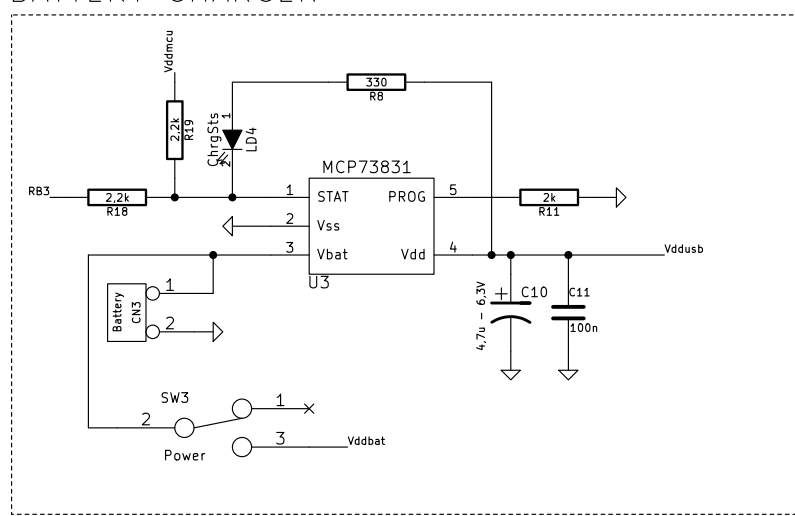 BATTERY CHARGER
Vddmcu
330
R8
2,2k
R19
ChrgSts
1
2
LD4
MCP73831
RB3
2,2k
R18
1
STAT
PROG
5
2k
R11
2
Vss
3
Vbat
Vdd
4
Vddusb
U3
Battery
CN3
1
2
4,7u - 6,3V
+
C10
C11
100n
SW3
1
2
3
Vddbat
Power